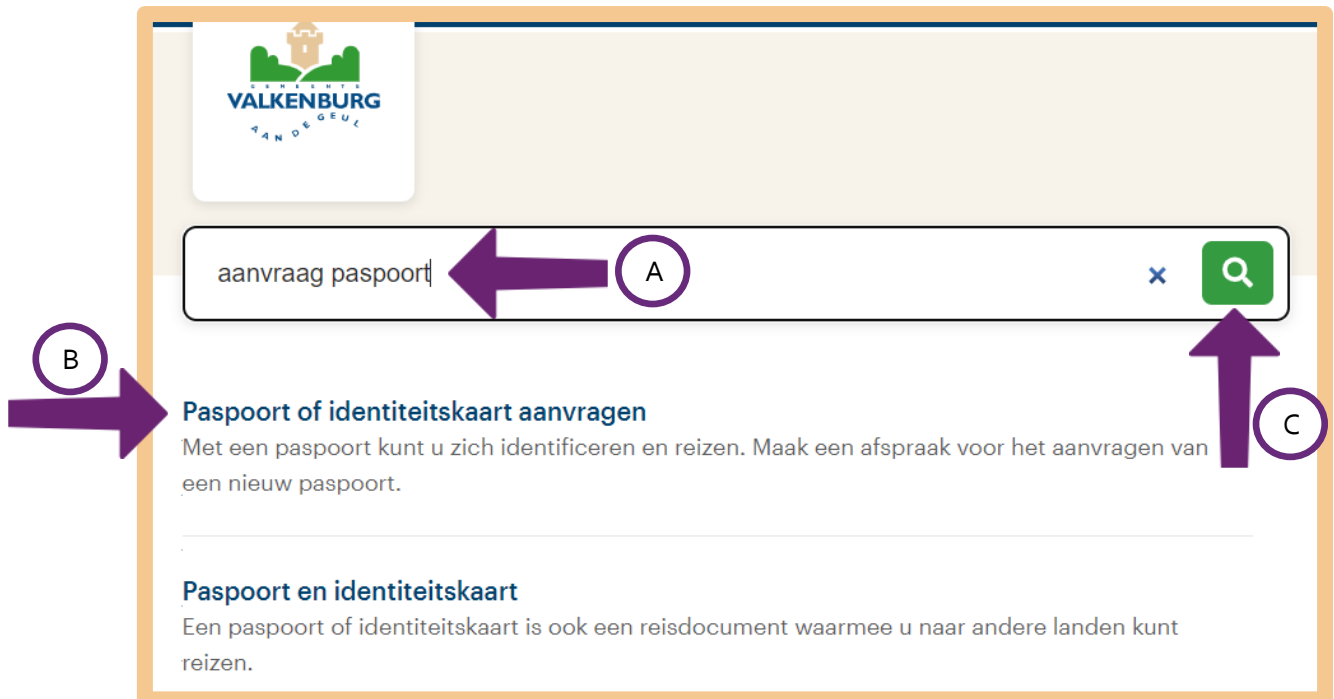 GEMEENTE
VALKENBURG
AAN DE GEUL
aanvraag paspoort
A
B
Paspoort of identiteitskaart aanvragen
Met een paspoort kunt u zich identificeren en reizen. Maak een afspraak voor het aanvragen van
een nieuw paspoort.
C
Paspoort en identiteitskaart
Een paspoort of identiteitskaart is ook een reisdocument waarmee u naar andere landen kunt
reizen.